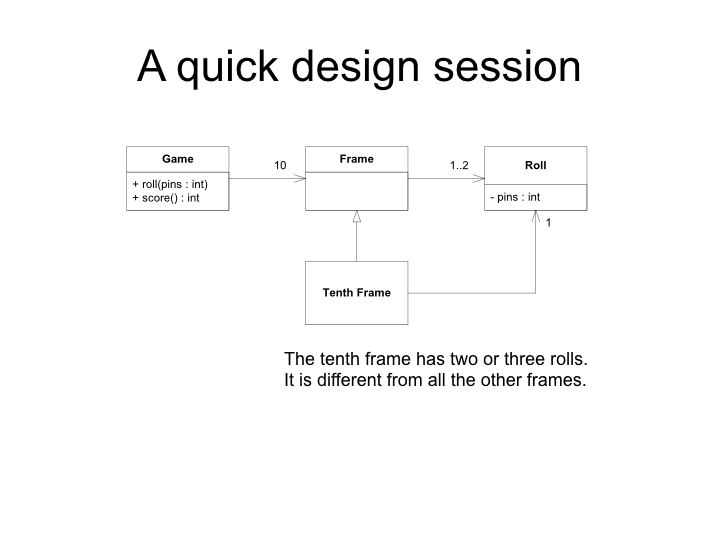 A quick design session
Game
10
Frame
1..2
Roll
+ roll(pins : int)
+ score() : int
- pins : int
1
Tenth Frame
The tenth frame has two or three rolls.
It is different from all the other frames.